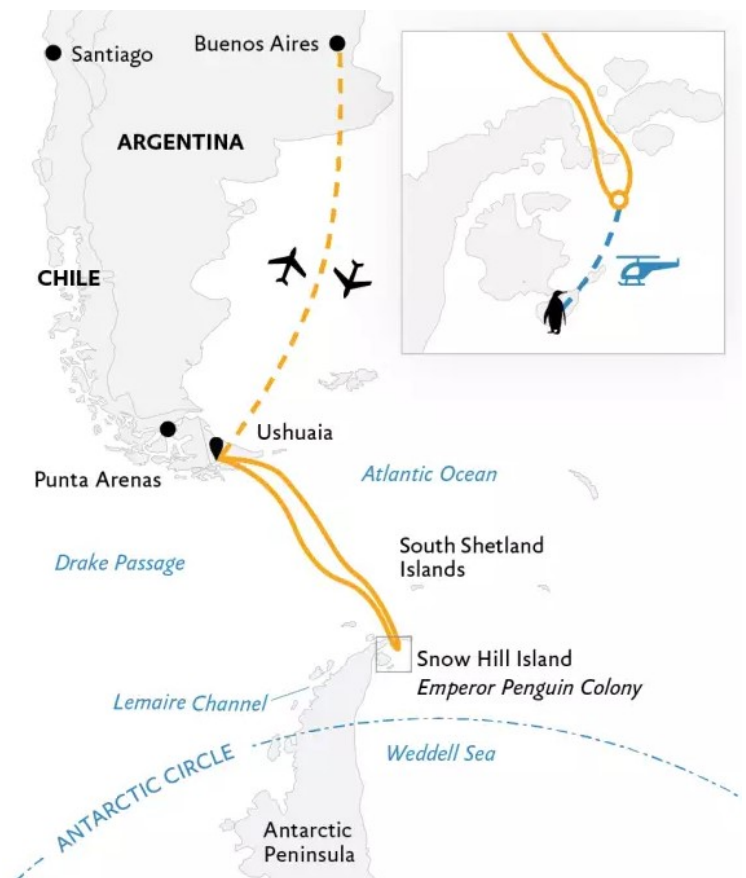 Santiago
Buenos Aires
ARGENTINA
CHILE
Ushuaia
Punta Arenas
Atlantic Ocean
Drake Passage
South Shetland
Islands
Snow Hill Island
Emperor Penguin Colony
Lemaire Channel
ANTARCTIC CIRCLE
Weddell Sea
Antarctic
Peninsula